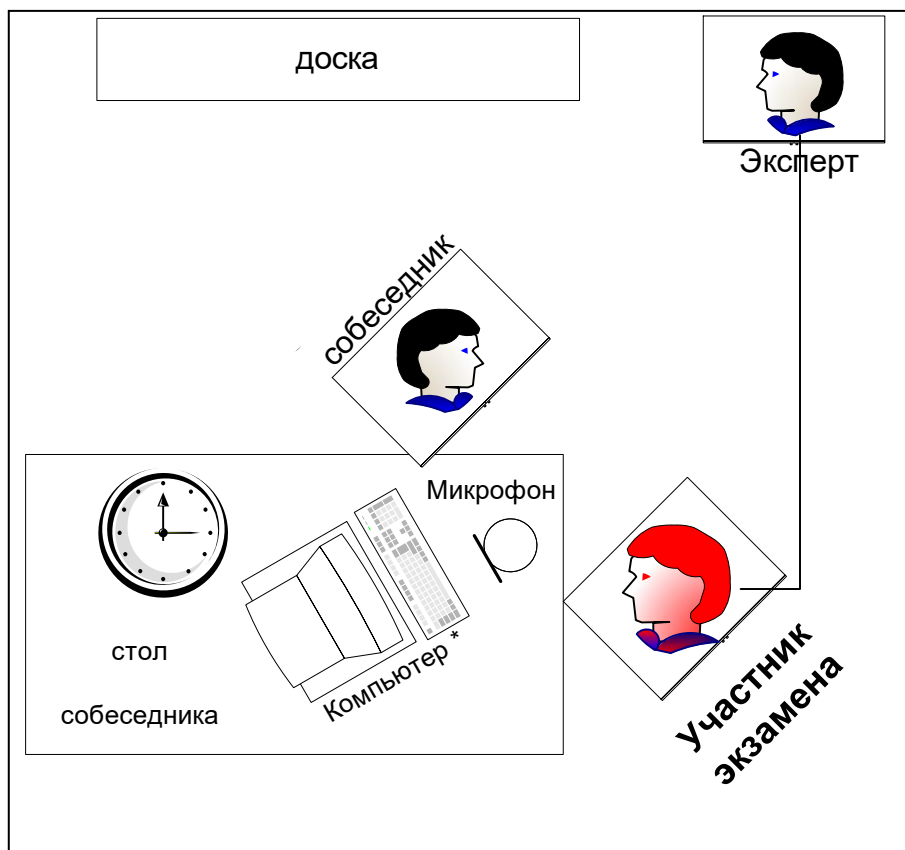 доска
Эксперт
собеседник
Микрофон
Компьютер *
стол
собеседника
Участник
экзамена